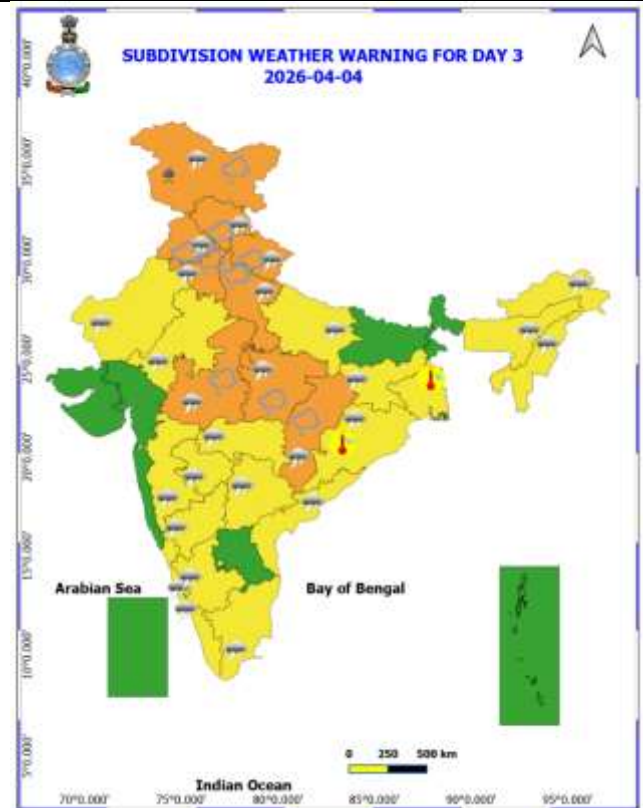 SUBDIVISION WEATHER WARNING FOR DAY 3
2026-04-04
40°0.000'
35°0.000'
30°0.000'
25°0.000'
20°0.000'
15°0.000'
10°0.000'
5°0.000'
Arabian Sea
Bay of Bengal
0 250 500 km
Indian Ocean
70°0.000' 75°0.000' 80°0.000' 85°0.000' 90°0.000' 95°0.000'